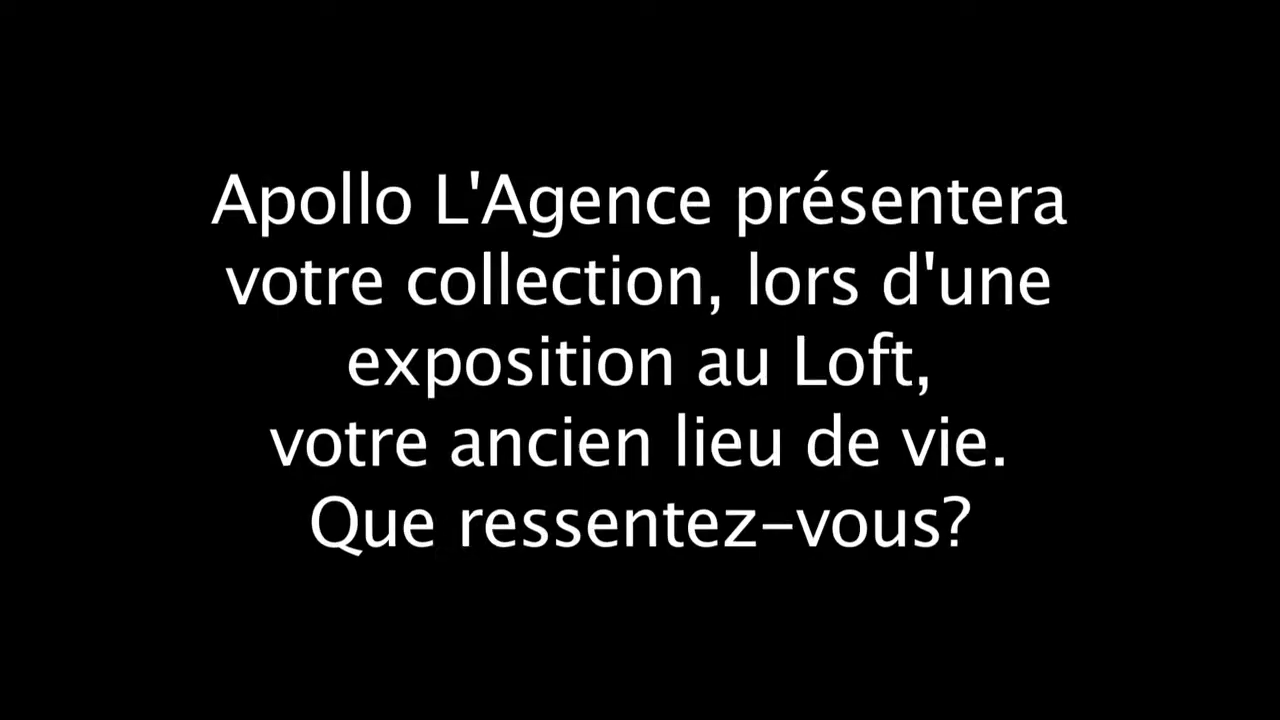 Apollo L'Agence présentera
votre collection, lors d'une
exposition au Loft,
votre ancien lieu de vie.
Que ressentez-vous?